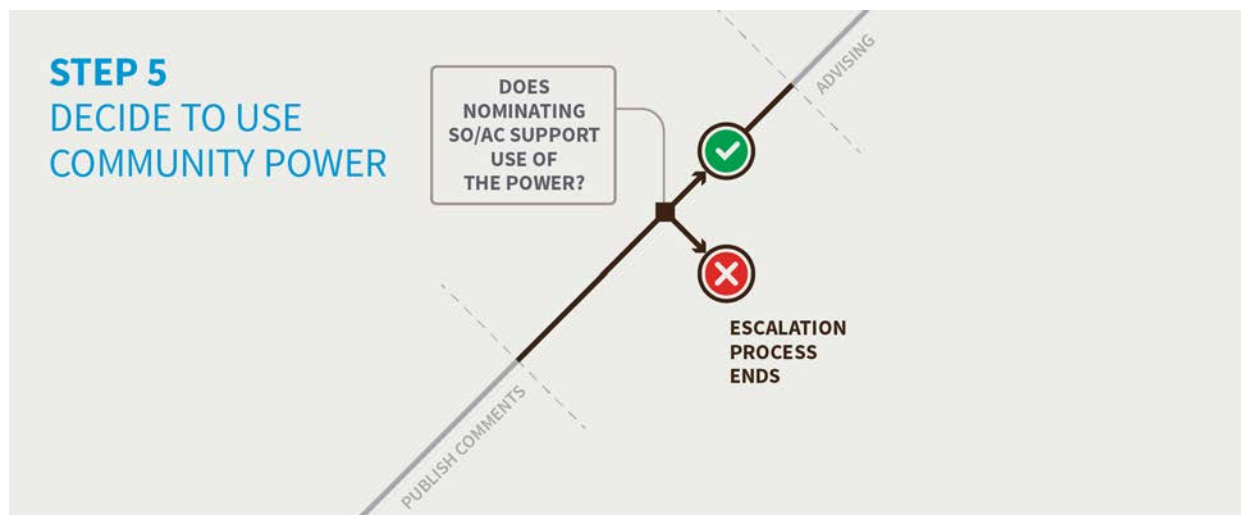 STEP 5
DECIDE TO USE
COMMUNITY POWER
DOES
NOMINATING
SO/AC SUPPORT
USE OF
THE POWER?
ADVISING
ESCALATION
PROCESS
ENDS
PUBLISH COMMENTS